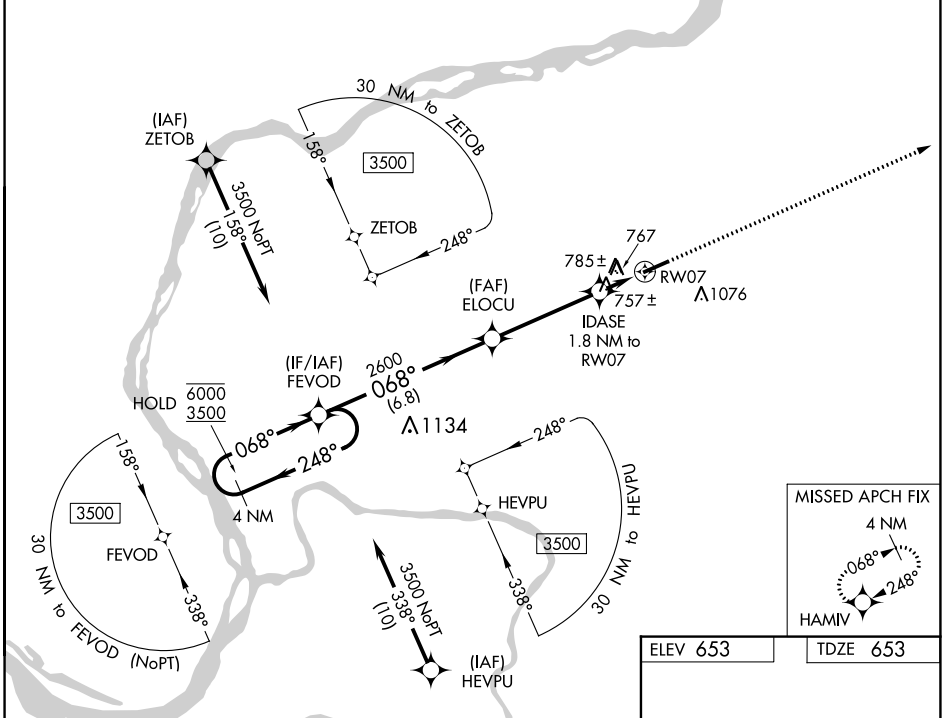 30 NM to ZETOB
(IAF)
ZETOB
158°
3500
3500 NoPT
158°
(10)
ZETOB
248°
767
785±
RW07
757±
1076
(FAF)
ELOCU
IDASE
1.8 NM to
RW07
(IF/IAF)
FEVOD
2600
068°
(6.8)
HOLD
6000
3500
1134
068°
248°
4 NM
158°
3500
FEVOD
338°
30 NM to FEVOD (NoPT)
248°
HEVPU
3500
338°
30 NM to HEVPU
3500 NoPT
338°
(10)
(IAF)
HEVPU
MISSED APCH FIX
4 NM
068°
248°
HAMIV
ELEV 653
TDZE 653